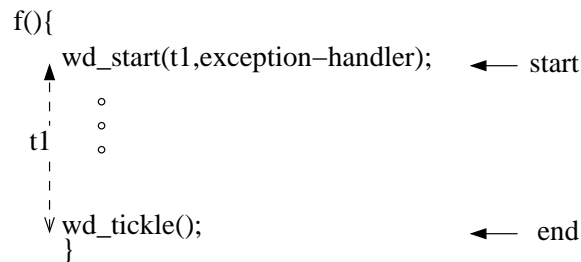 f(){
wd_start(t1,exception−handler);
start
t1
wd_tickle();
end
}